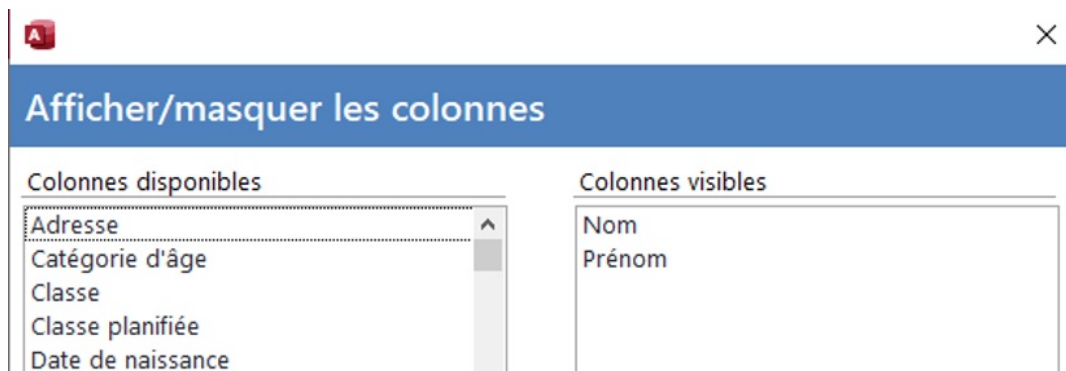 Afficher/masquer les colonnes
Colonnes disponibles
Adresse
Catégorie d'âge
Classe
Classe planifiée
Date de naissance
Colonnes visibles
Nom
Prénom